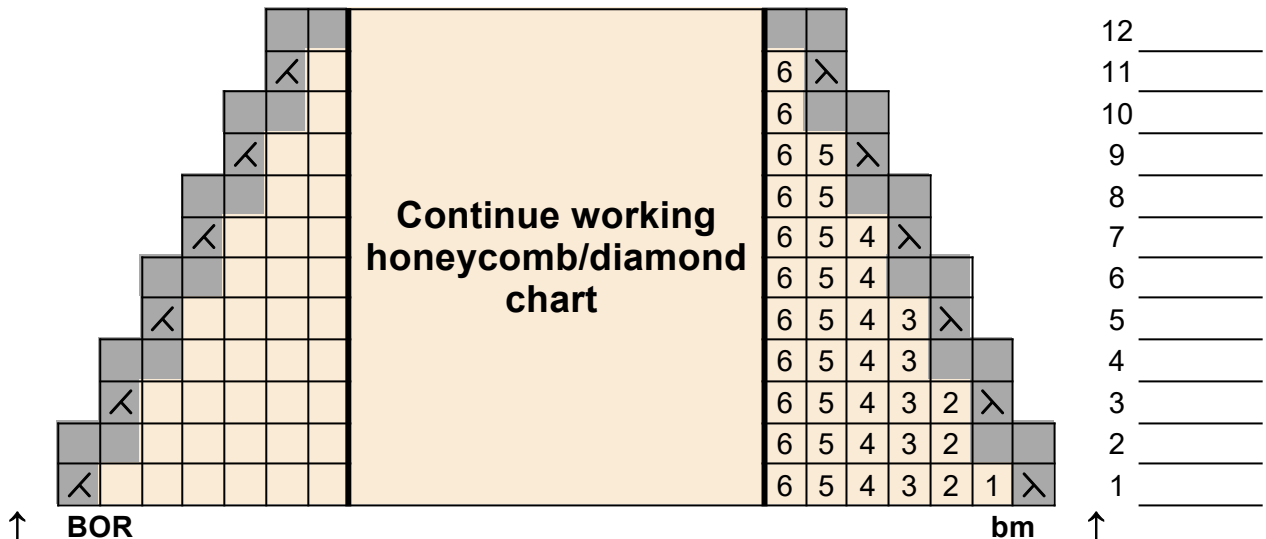 12
6 ⋋ 11
6 10
6 5 ⋋ 9
6 5 8
Continue working
honeycomb/diamond
chart
6 5 4 ⋋ 7
6 5 4 6
6 5 4 3 ⋋ 5
6 5 4 3 4
6 5 4 3 2 ⋋ 3
6 5 4 3 2 2
6 5 4 3 2 1 ⋋ 1
↑ BOR bm ↑